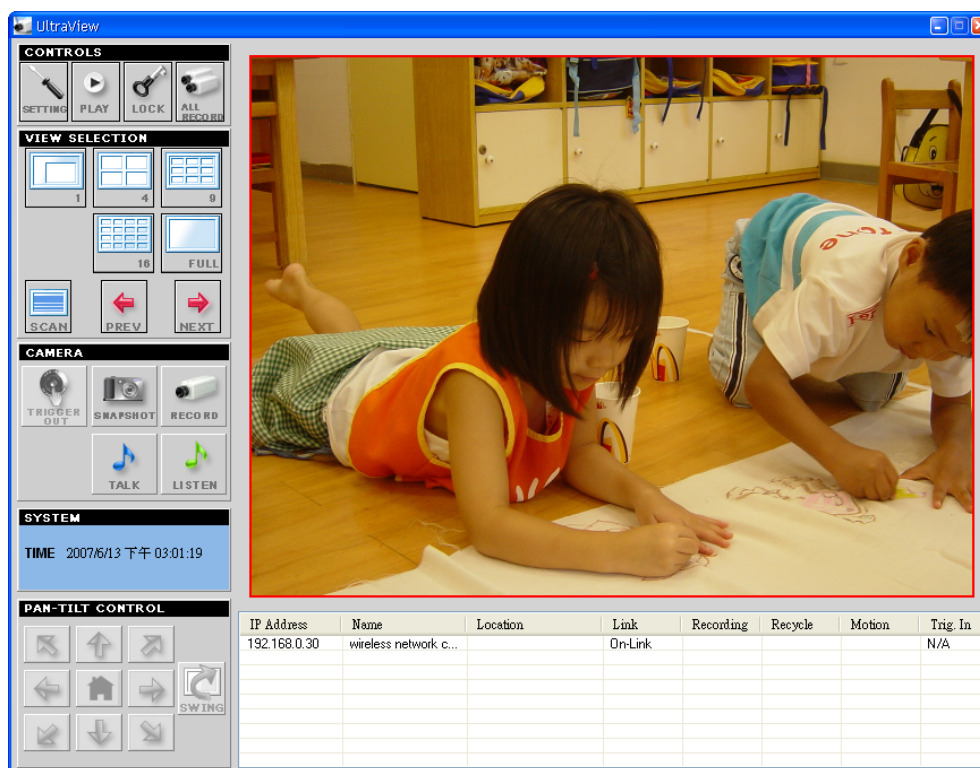 UltraView
CONTROLS
SETTING
PLAY
LOCK
ALL RECORD
VIEW SELECTION
1
4
9
16
FULL
SCAN
PREV
NEXT
CAMERA
TRIGGER OUT
SNAPSHOT
RECORD
TALK
LISTEN
SYSTEM
TIME 2007/6/13 下午 03:01:19
PAN-TILT CONTROL
SWING
IP Address Name Location Link Recording Recycle Motion Trig. In
192.168.0.30 wireless network c... On-Link N/A